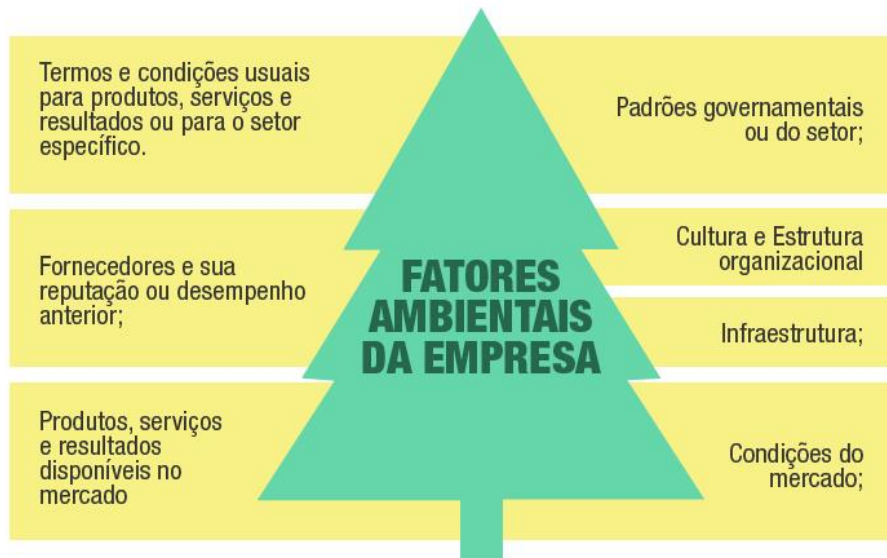 Termos e condições usuais
para produtos, serviços e
resultados ou para o setor
específico.
Fornecedores e sua
reputação ou desempenho
anterior;
Produtos, serviços
e resultados
disponíveis no
mercado
FATORES
AMBIENTAIS
DA EMPRESA
Padrões governamentais
ou do setor;
Cultura e Estrutura
organizacional
Infraestrutura;
Condições do
mercado;